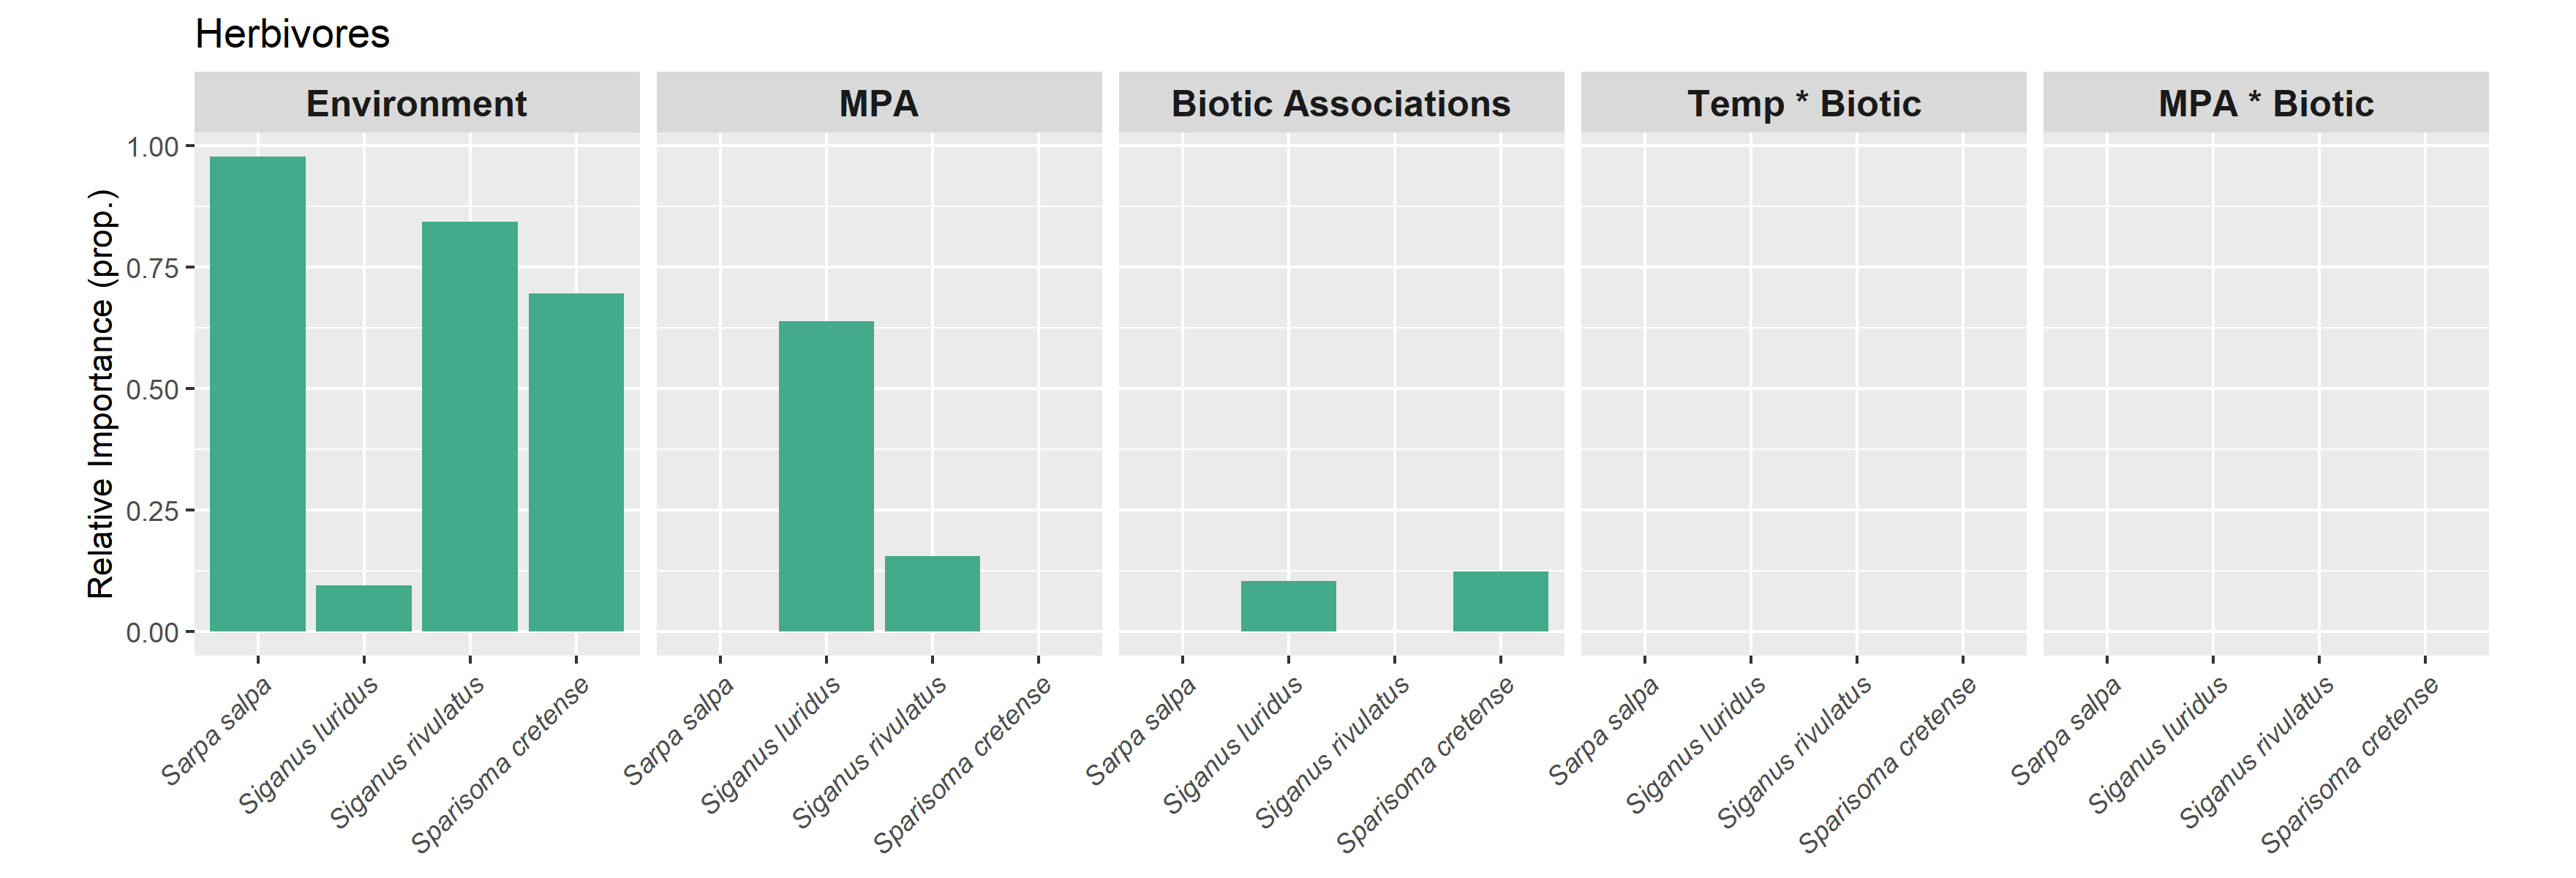 Herbivores
Environment
MPA
Biotic Associations
Temp * Biotic
MPA * Biotic
Relative Importance (prop.)
1.00
0.75
0.50
0.25
0.00
Sarpa salpa
Siganus luridus
Siganus rivulatus
Sparisoma cretense
Sarpa salpa
Siganus luridus
Siganus rivulatus
Sparisoma cretense
Sarpa salpa
Siganus luridus
Siganus rivulatus
Sparisoma cretense
Sarpa salpa
Siganus luridus
Siganus rivulatus
Sparisoma cretense
Sarpa salpa
Siganus luridus
Siganus rivulatus
Sparisoma cretense